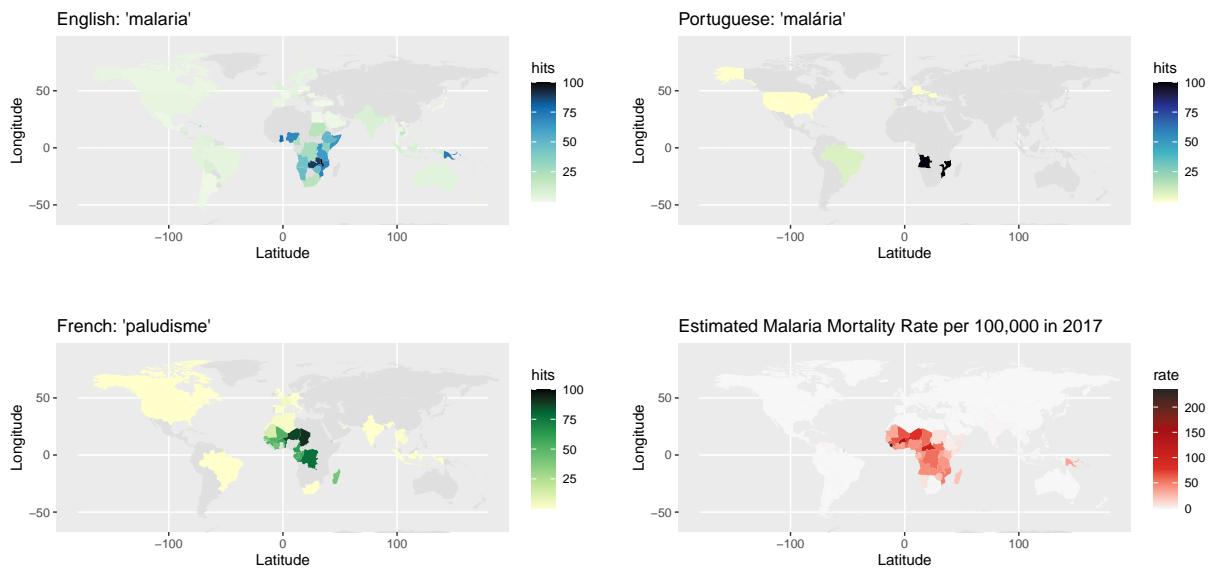 English: 'malaria'
hits
100
75
50
25
50
0
−50
−100
0
100
Longitude
Latitude
Portuguese: 'malária'
hits
100
75
50
25
50
0
−50
−100
0
100
Longitude
Latitude
French: 'paludisme'
hits
100
75
50
25
50
0
−50
−100
0
100
Longitude
Latitude
Estimated Malaria Mortality Rate per 100,000 in 2017
rate
200
150
100
50
0
50
0
−50
−100
0
100
Longitude
Latitude